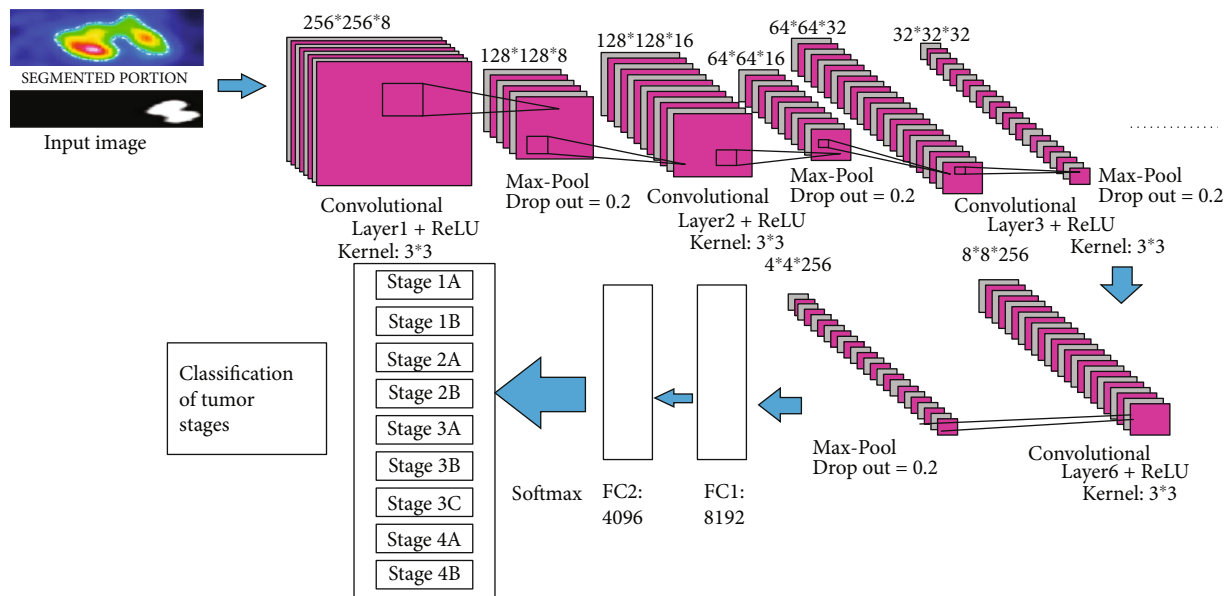 256*256*8
128*128*8
128*128*16
64*64*16
64*64*32
32*32*32
SEGMENTED PORTION
Input image
Convolutional
Layer1 + ReLU
Kernel: 3*3
Max-Pool
Drop out = 0.2
Convolutional
Layer2 + ReLU
Kernel: 3*3
Max-Pool
Drop out = 0.2
Convolutional
Layer3 + ReLU
Kernel: 3*3
Max-Pool
Drop out = 0.2
8*8*256
Convolutional
Layer6 + ReLU
Kernel: 3*3
4*4*256
Max-Pool
Drop out = 0.2
FC1:
8192
FC2:
4096
Softmax
Stage 1A
Stage 1B
Stage 2A
Stage 2B
Stage 3A
Stage 3B
Stage 3C
Stage 4A
Stage 4B
Classification
of tumor
stages